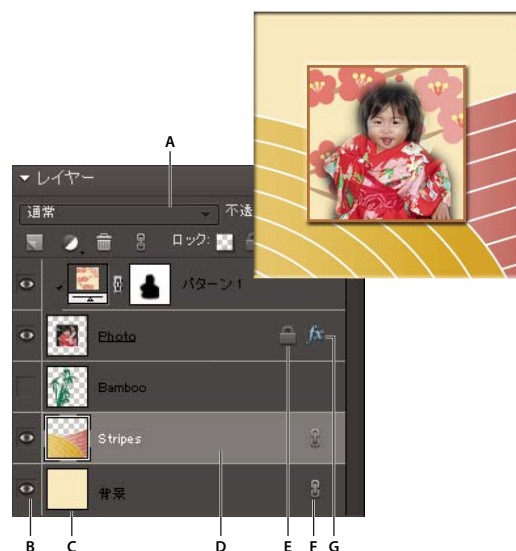 A
レイヤー
通常
不透
ロック:
パターン 1
Photo
fx
Bamboo
Stripes
背景
B C D E F G